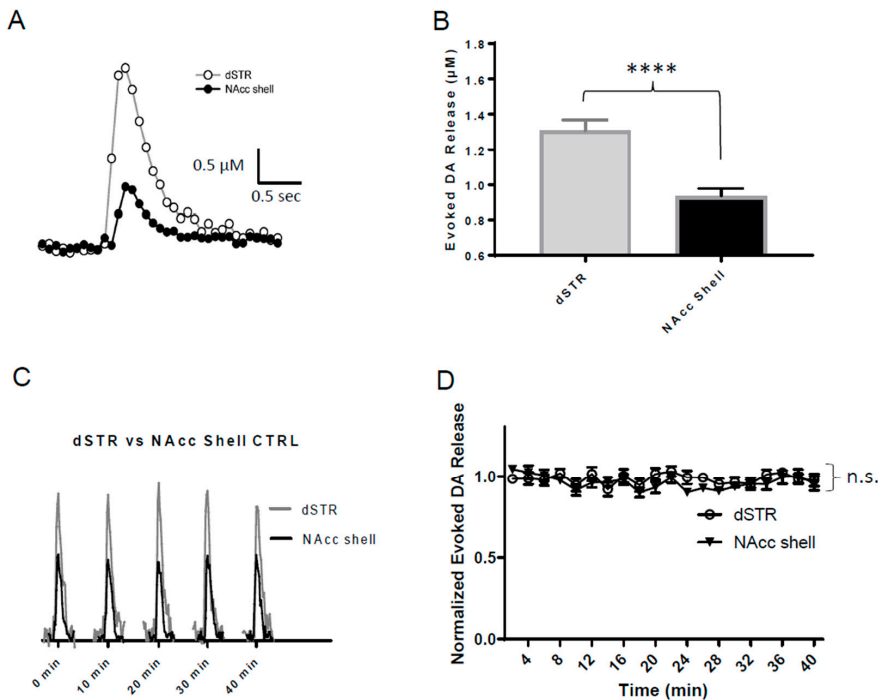 A
dSTR
NAcc shell
0.5 µM
0.5 sec
B
Evoked DA Release (µM)
1.8
1.6
1.4
1.2
1.0
0.8
0.6
****
dSTR
NAcc Shell
C
dSTR vs NAcc Shell CTRL
dSTR
NAcc shell
0 min
10 min
20 min
30 min
40 min
D
Normalized Evoked DA Release
1.0
0.5
0.0
n.s.
dSTR
NAcc shell
4
8
12
16
20
24
28
32
36
40
Time (min)